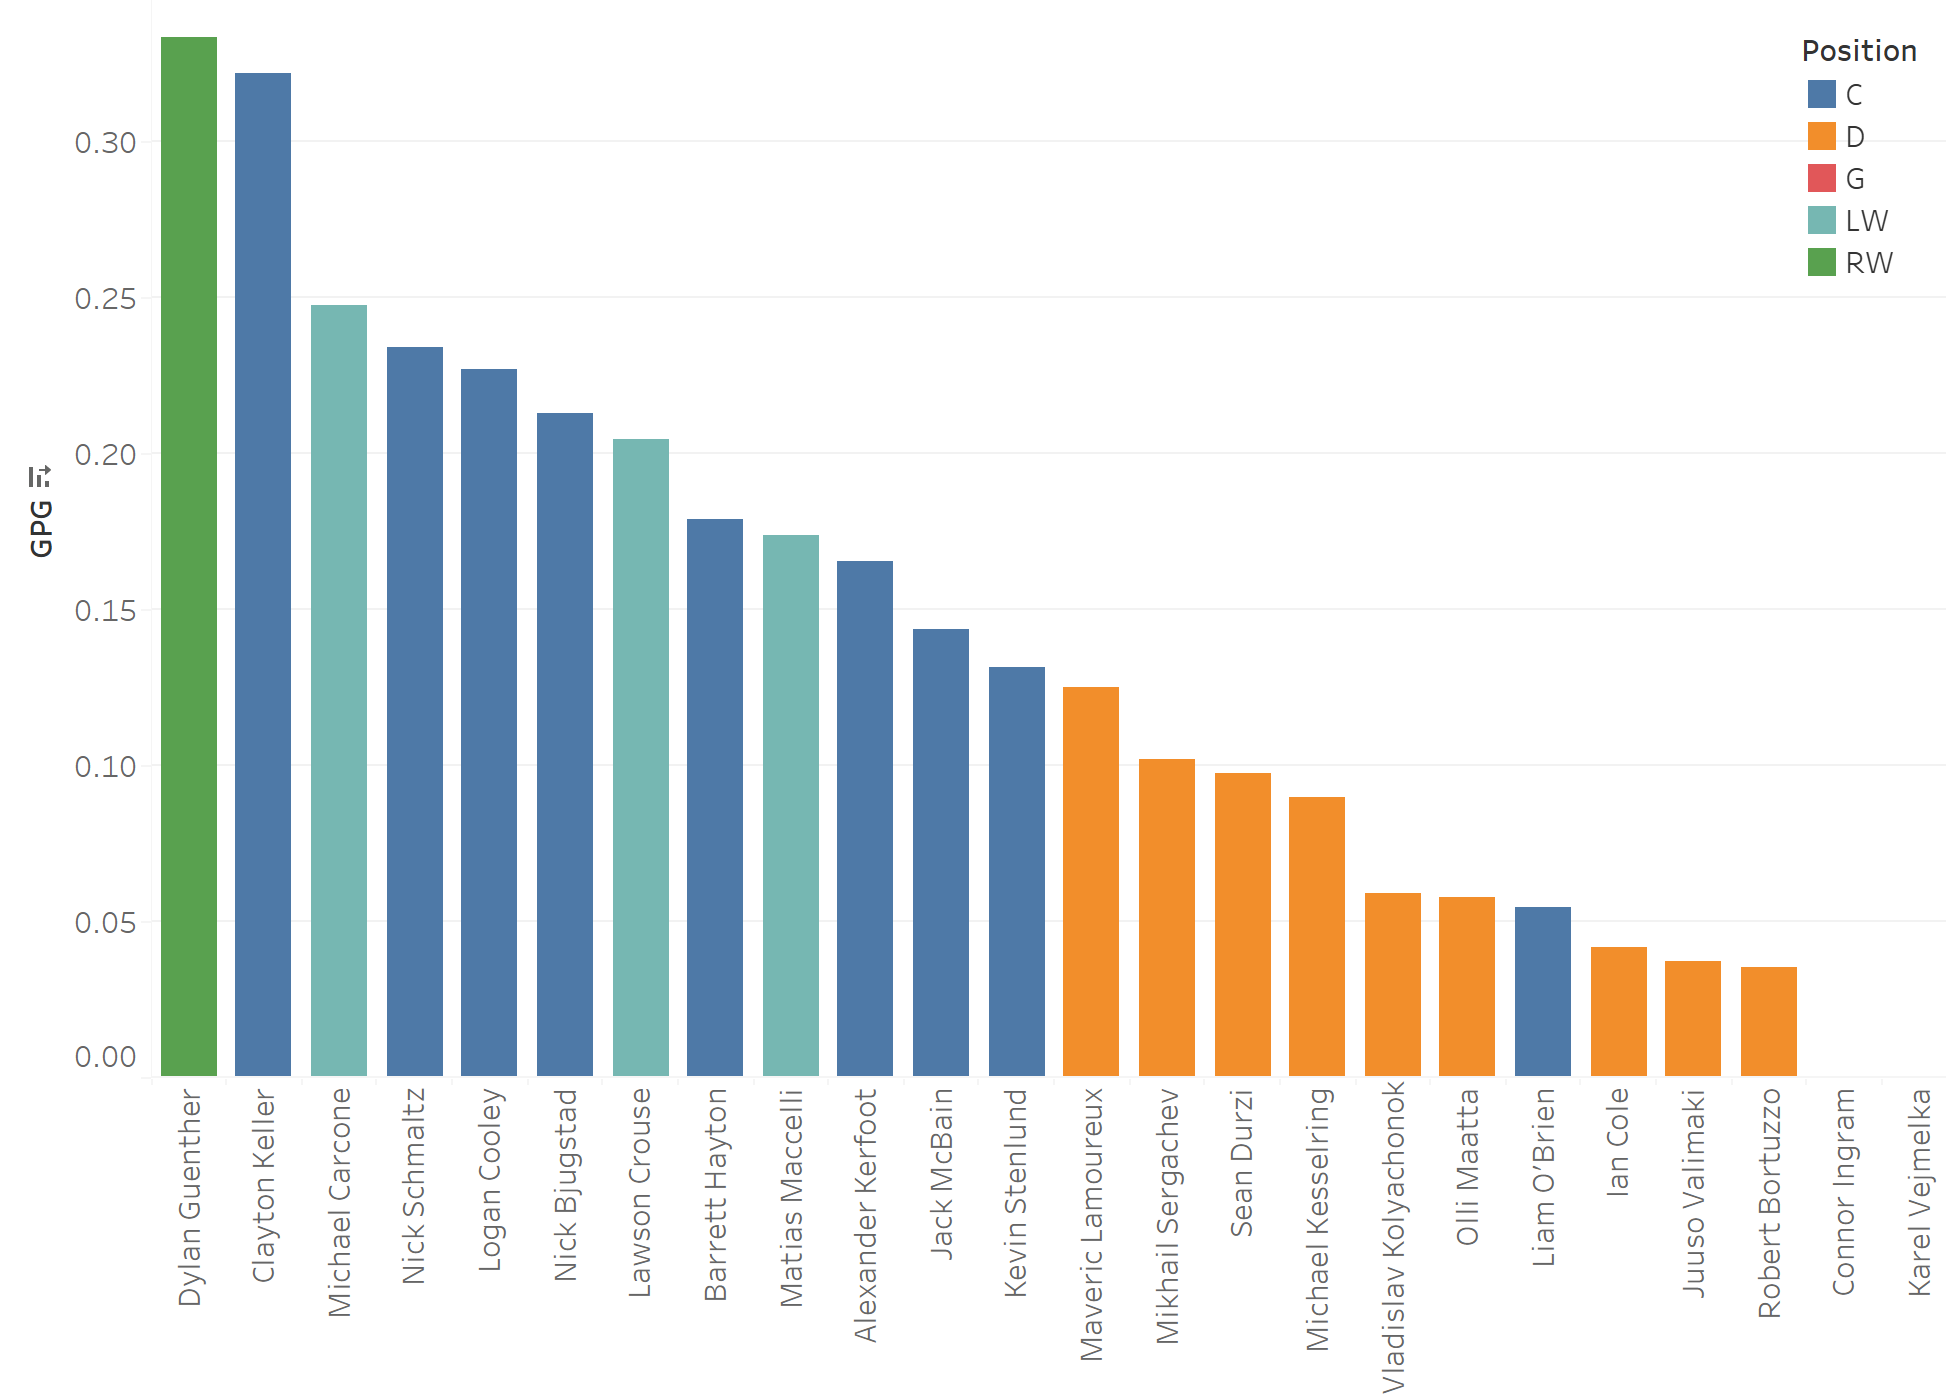 Position
C
D
G
LW
RW
GPG
0.30
0.25
0.20
0.15
0.10
0.05
0.00
Dylan Guenther
Clayton Keller
Michael Carcone
Nick Schmaltz
Logan Cooley
Nick Bjugstad
Lawson Crouse
Barrett Hayton
Matias Maccelli
Alexander Kerfoot
Jack McBain
Kevin Stenlund
Maveric Lamoureux
Mikhail Sergachev
Sean Durzi
Michael Kesselring
Vladislav Kolyachonok
Olli Maatta
Liam O’Brien
Ian Cole
Juuso Valimaki
Robert Bortuzzo
Connor Ingram
Karel Vejmelka